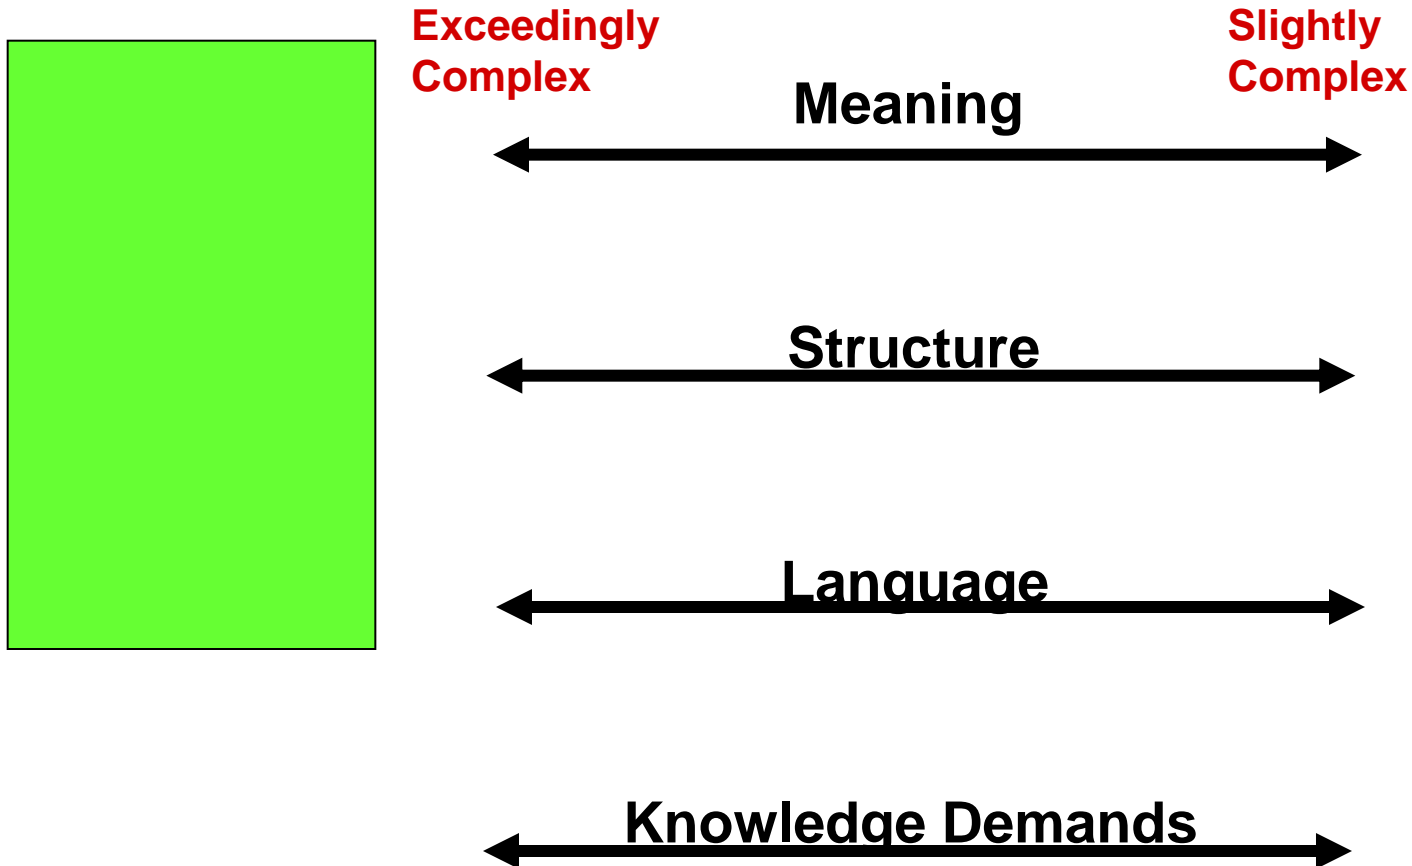 Exceedingly
Complex
Slightly
Complex
Meaning
Structure
Language
Knowledge Demands